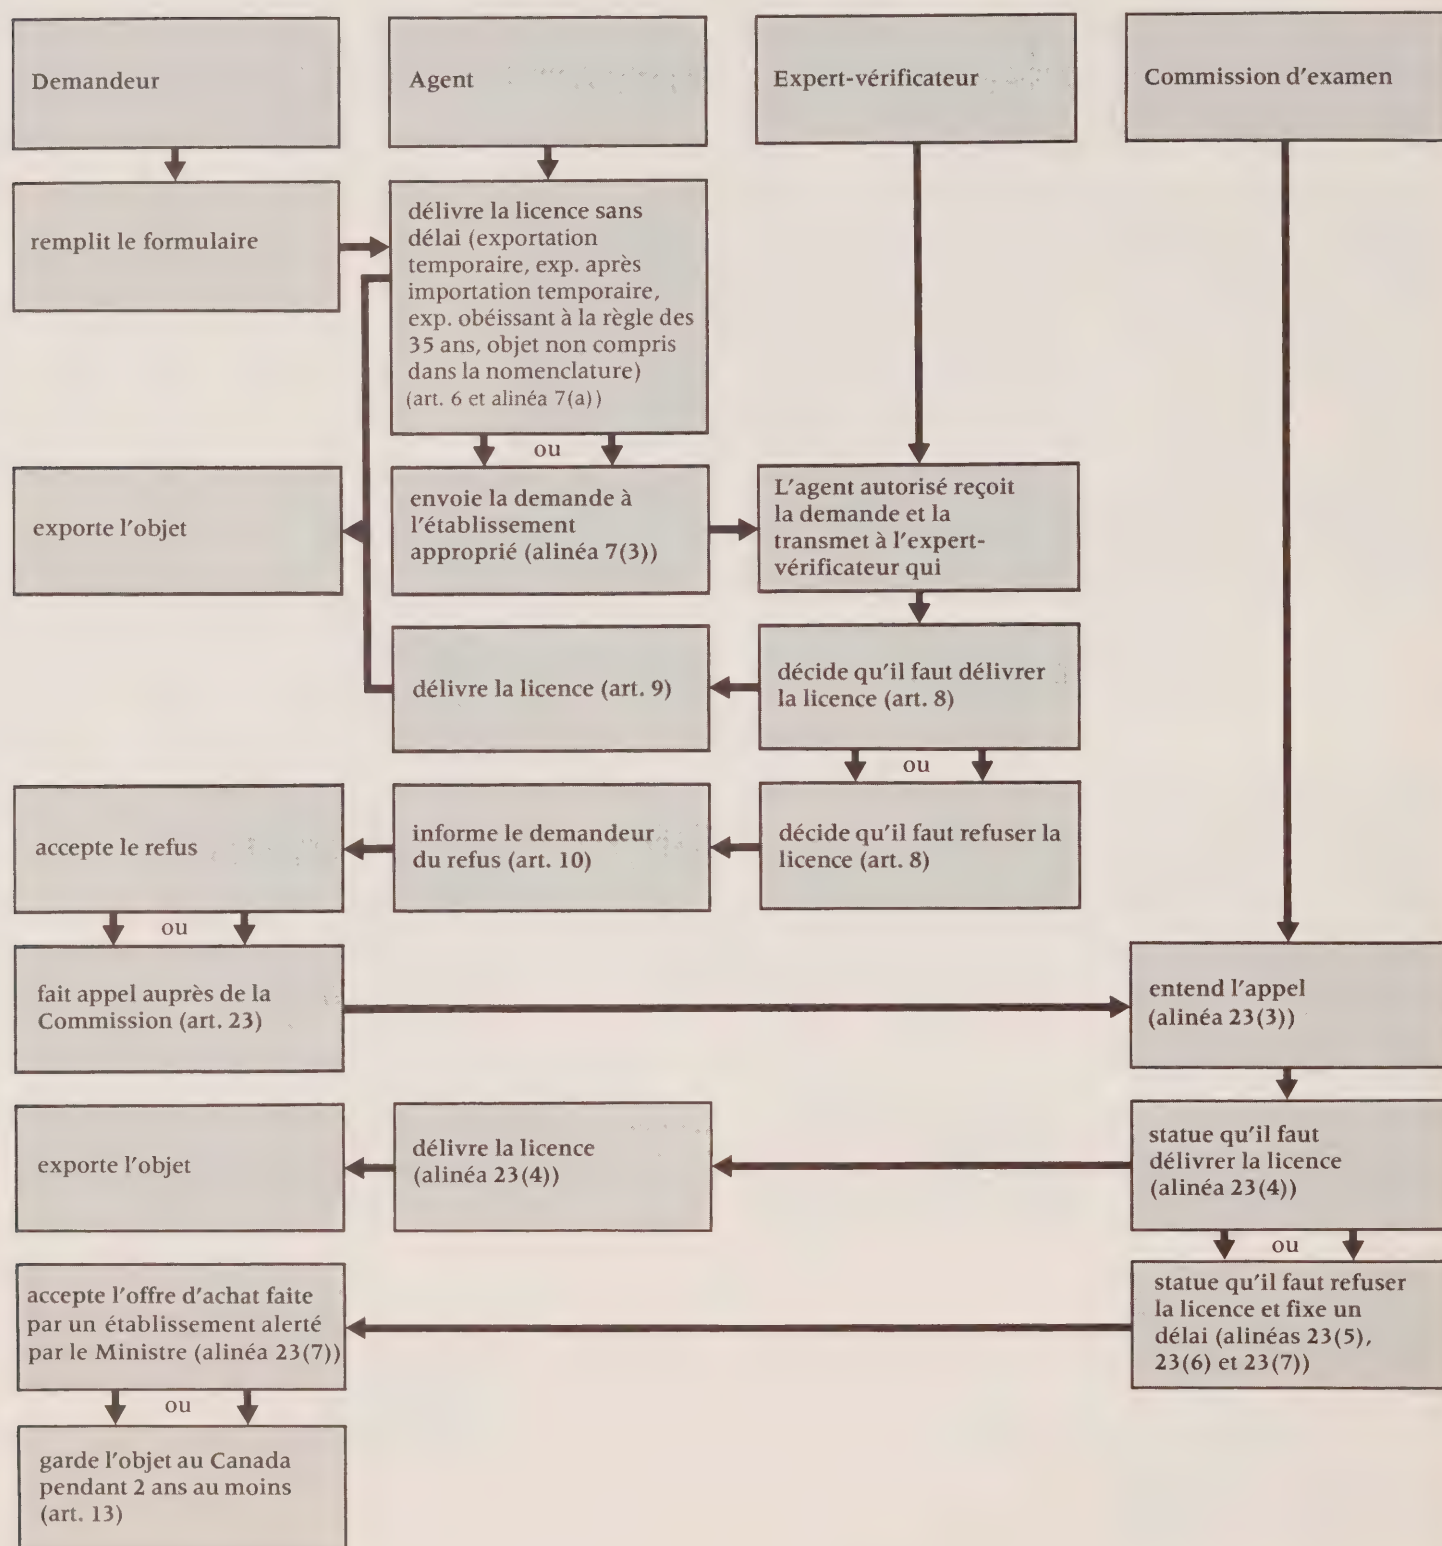 Demandeur
Agent
Expert-vérificateur
Commission d'examen
remplit le formulaire
délivre la licence sans
délai (exportation
temporaire, exp. après
importation temporaire,
exp. obéissant à la règle des
35 ans, objet non compris
dans la nomenclature)
(art. 6 et alinéa 7(a))
ou
exporte l'objet
envoie la demande à
l'établissement
approprié (alinéa 7(3))
L'agent autorisé reçoit
la demande et la
transmet à l'expert-
vérificateur qui
délivre la licence (art. 9)
décide qu'il faut délivrer
la licence (art. 8)
ou
accepte le refus
informe le demandeur
du refus (art. 10)
décide qu'il faut refuser la
licence (art. 8)
ou
fait appel auprès de la
Commission (art. 23)
entend l'appel
(alinéa 23(3))
exporte l'objet
délivre la licence
(alinéa 23(4))
statue qu'il faut
délivrer la licence
(alinéa 23(4))
ou
accepte l'offre d'achat faite
par un établissement alerté
par le Ministre (alinéa 23(7))
statue qu'il faut refuser
la licence et fixe un
délai (alinéas 23(5),
23(6) et 23(7))
ou
garde l'objet au Canada
pendant 2 ans au moins
(art. 13)